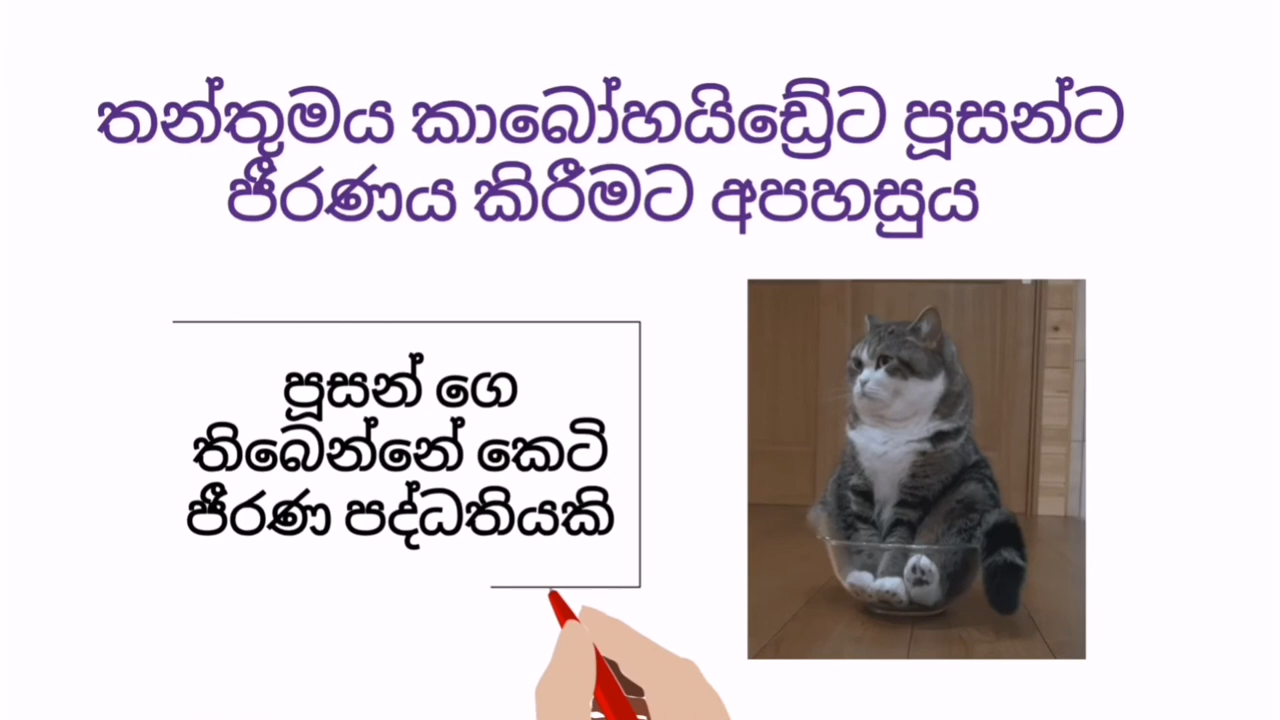 තන්තුමය කාබෝහයිඩ්‍රේට පූසන්ට
ජීරණය කිරීමට අපහසුය
පූසන් ගෙ
තිබෙන්නේ කෙටි
ජීරණ පද්ධතියකි